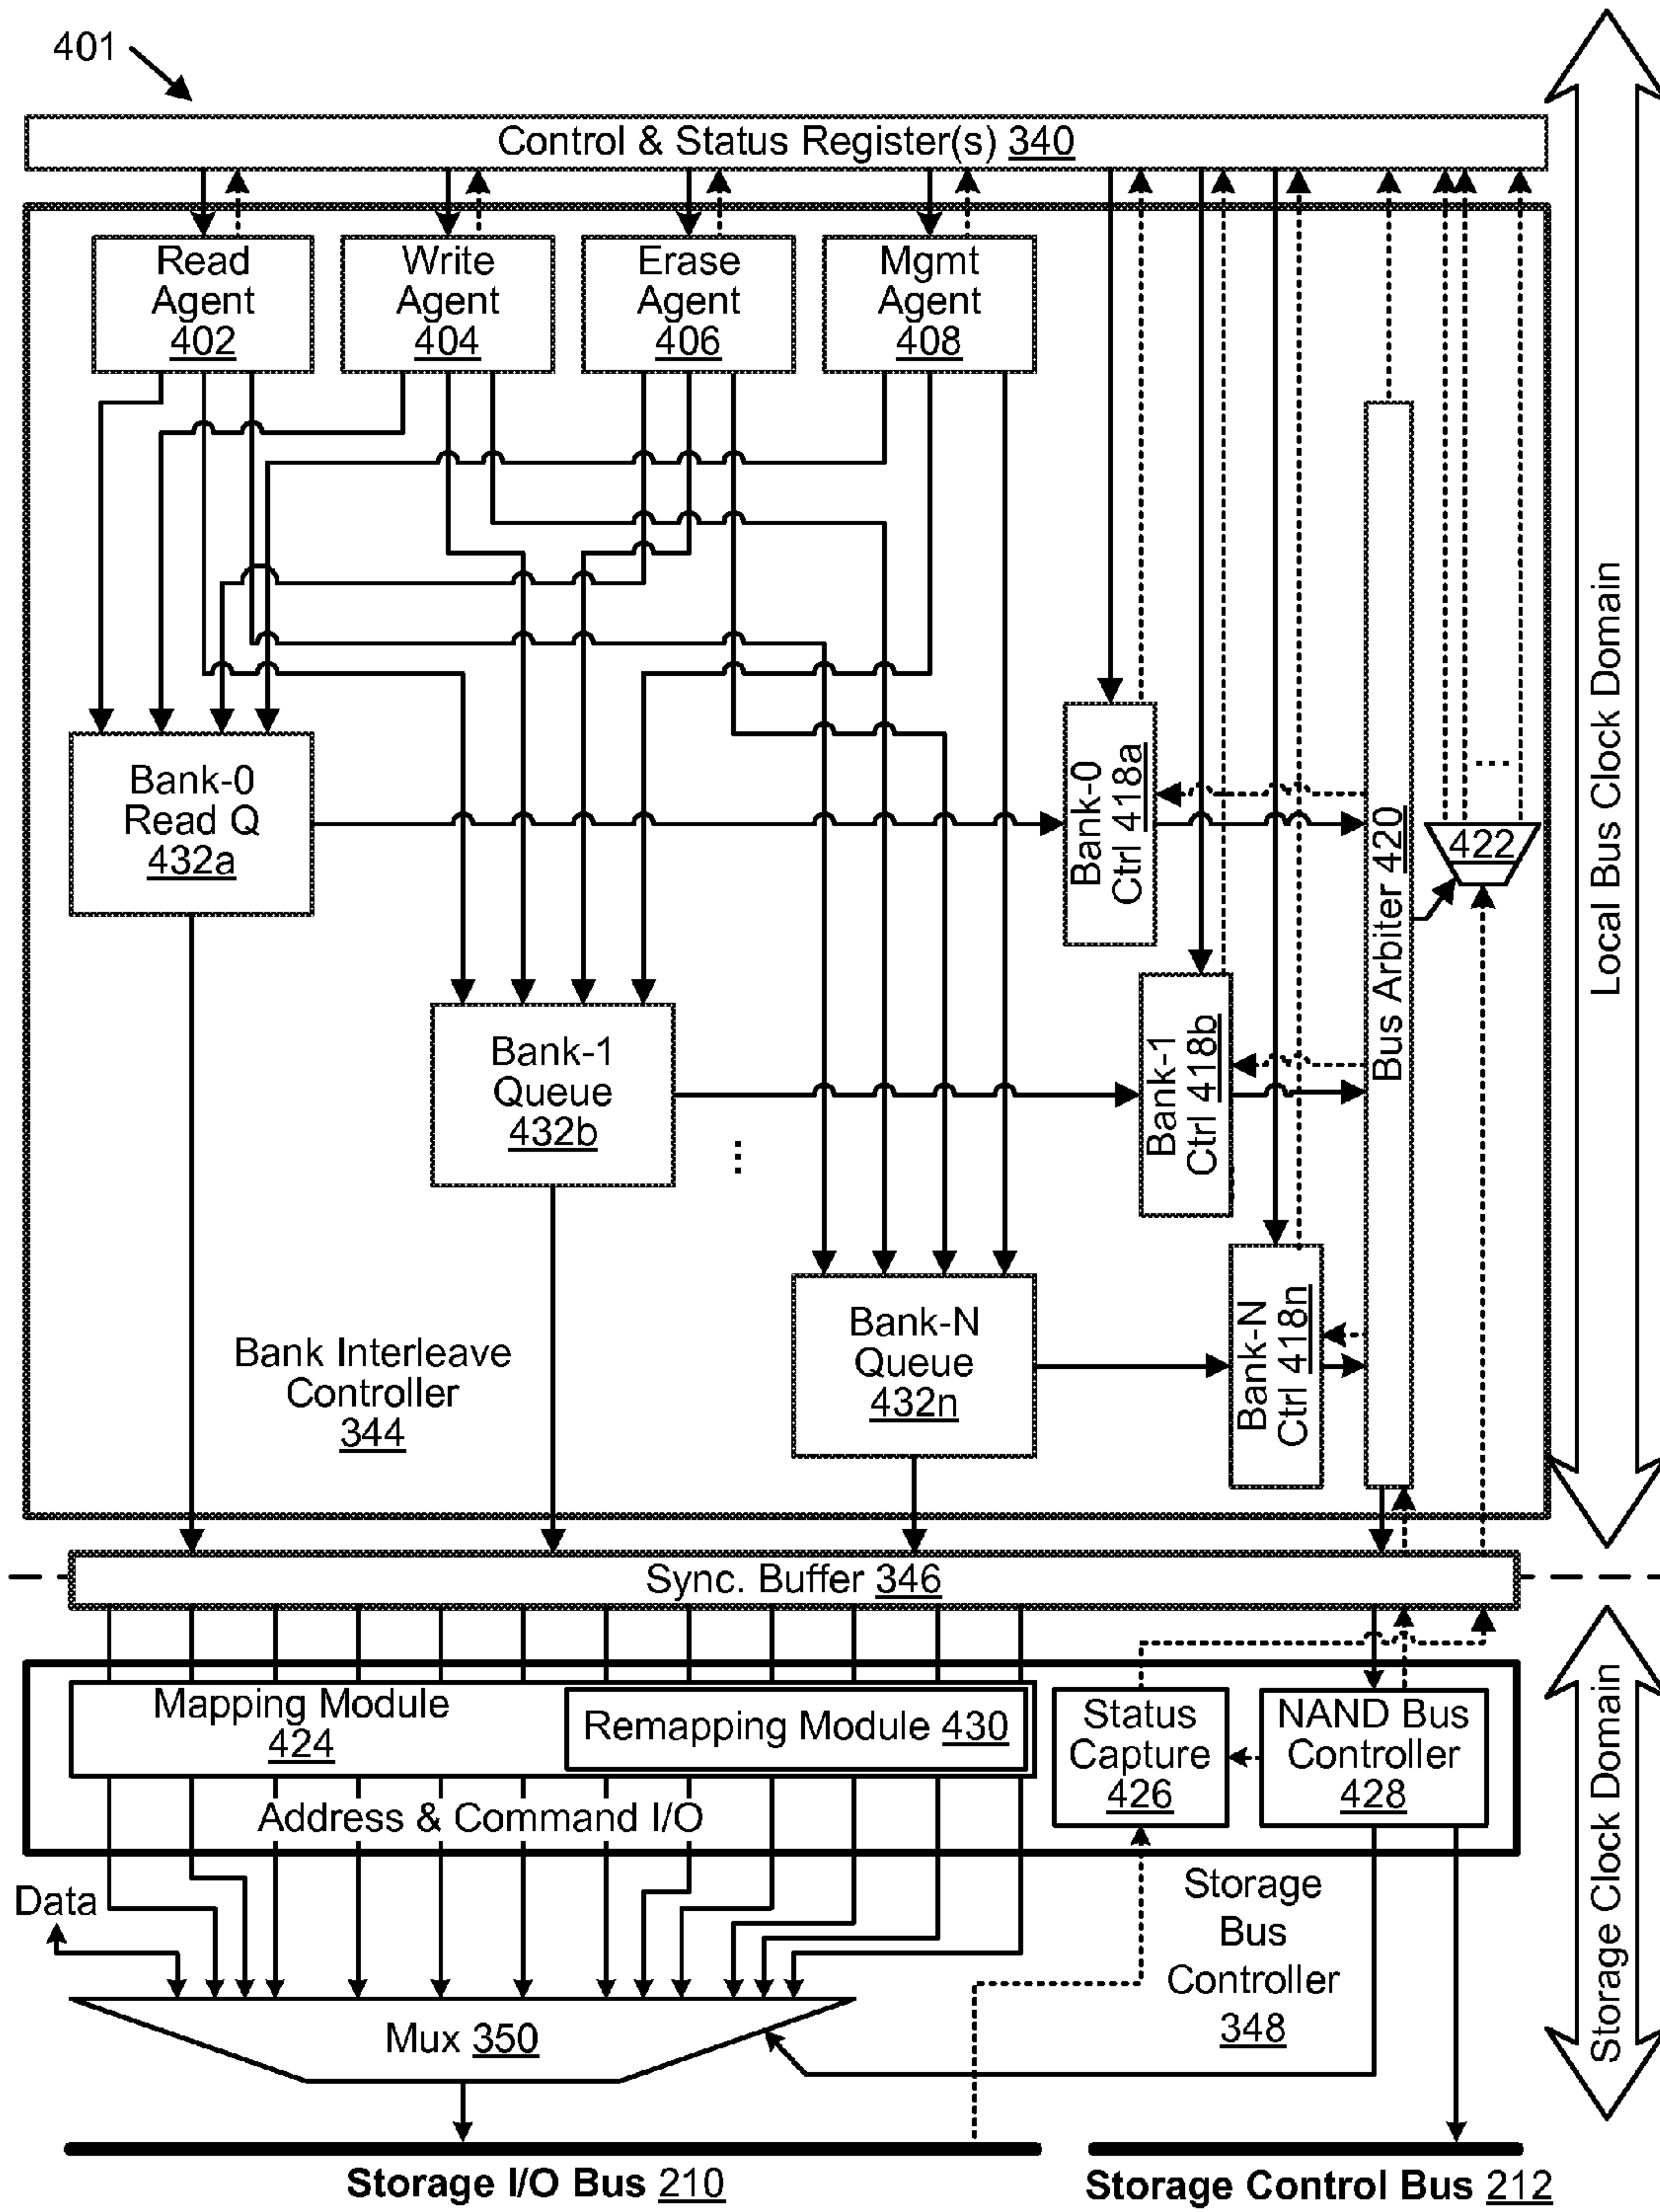 401
Control & Status Register(s) 340
Read
Agent
402
Write
Agent
404
Erase
Agent
406
Mgmt
Agent
408
Bank-0
Read Q
432a
Bank-0
Ctrl 418a
Bus Arbiter 420
...
422
Local Bus Clock Domain
Bank-1
Queue
432b
...
Bank-1
Ctrl 418b
Bank-N
Queue
432n
Bank-N
Ctrl 418n
Bank Interleave
Controller
344
Sync. Buffer 346
Mapping Module
424
Remapping Module 430
Status
Capture
426
NAND Bus
Controller
428
Address & Command I/O
Storage Clock Domain
Data
Storage
Bus
Controller
348
Mux 350
Storage I/O Bus 210
Storage Control Bus 212